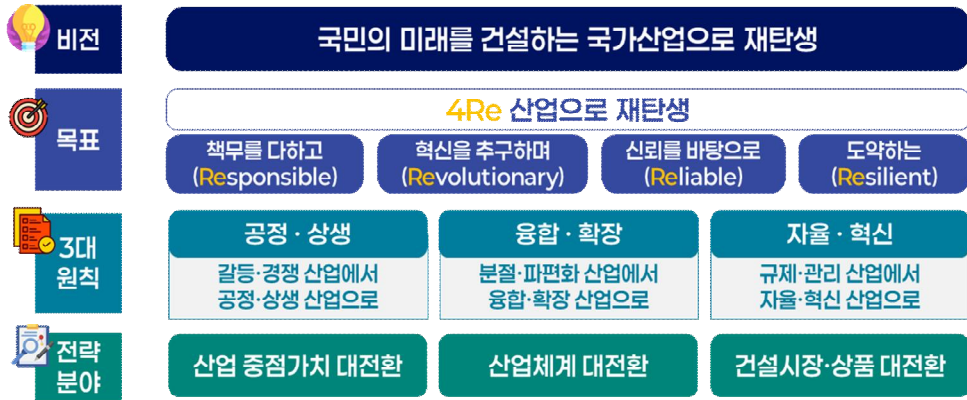 비전
국민의 미래를 건설하는 국가산업으로 재탄생
목표
4Re 산업으로 재탄생
책무를 다하고
(Responsible)
혁신을 추구하며
(Revolutionary)
신뢰를 바탕으로
(Reliable)
도약하는
(Resilient)
3대
원칙
공정 · 상생
갈등·경쟁 산업에서
공정·상생 산업으로
융합 · 확장
분절·파편화 산업에서
융합·확장 산업으로
자율 · 혁신
규제·관리 산업에서
자율·혁신 산업으로
전략
분야
산업 중점가치 대전환
산업체계 대전환
건설시장·상품 대전환